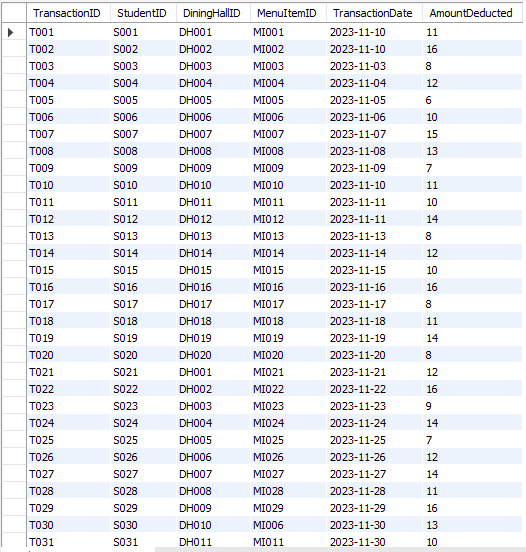 TransactionID StudentID DiningHallID MenuItemID TransactionDate AmountDeducted
T001 S001 DH001 MI001 2023-11-10 11
T002 S002 DH002 MI002 2023-11-10 16
T003 S003 DH003 MI003 2023-11-03 8
T004 S004 DH004 MI004 2023-11-04 12
T005 S005 DH005 MI005 2023-11-05 6
T006 S006 DH006 MI006 2023-11-06 10
T007 S007 DH007 MI007 2023-11-07 15
T008 S008 DH008 MI008 2023-11-08 13
T009 S009 DH009 MI009 2023-11-09 7
T010 S010 DH010 MI010 2023-11-10 11
T011 S011 DH011 MI011 2023-11-11 10
T012 S012 DH012 MI012 2023-11-11 14
T013 S013 DH013 MI013 2023-11-13 8
T014 S014 DH014 MI014 2023-11-14 12
T015 S015 DH015 MI015 2023-11-15 10
T016 S016 DH016 MI016 2023-11-16 16
T017 S017 DH017 MI017 2023-11-17 8
T018 S018 DH018 MI018 2023-11-18 11
T019 S019 DH019 MI019 2023-11-19 14
T020 S020 DH020 MI020 2023-11-20 8
T021 S021 DH001 MI021 2023-11-21 12
T022 S022 DH002 MI022 2023-11-22 16
T023 S023 DH003 MI023 2023-11-23 9
T024 S024 DH004 MI024 2023-11-24 14
T025 S025 DH005 MI025 2023-11-25 7
T026 S026 DH006 MI026 2023-11-26 12
T027 S027 DH007 MI027 2023-11-27 14
T028 S028 DH008 MI028 2023-11-28 11
T029 S029 DH009 MI029 2023-11-29 16
T030 S030 DH010 MI006 2023-11-30 13
T031 S031 DH011 MI011 2023-11-30 10